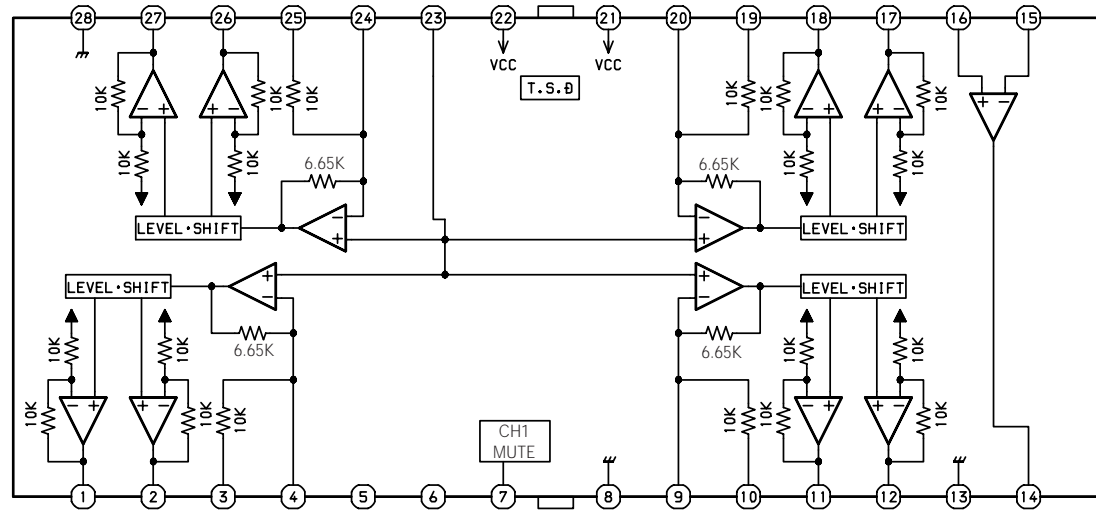 28 27 26 25 24 23 22 21 20 19 18 17 16 15
VCC VCC
T.S.D
10K 10K 10K 10K 10K
− + + − − + + − + −
10K 10K 10K 10K
6.65K 6.65K
LEVEL·SHIFT − − LEVEL·SHIFT
+ +
LEVEL·SHIFT + + LEVEL·SHIFT
− −
10K 10K 6.65K 6.65K 10K 10K
10K − + + − 10K 10K 10K 10K − + + − 10K
CH1
MUTE
1 2 3 4 5 6 7 8 9 10 11 12 13 14